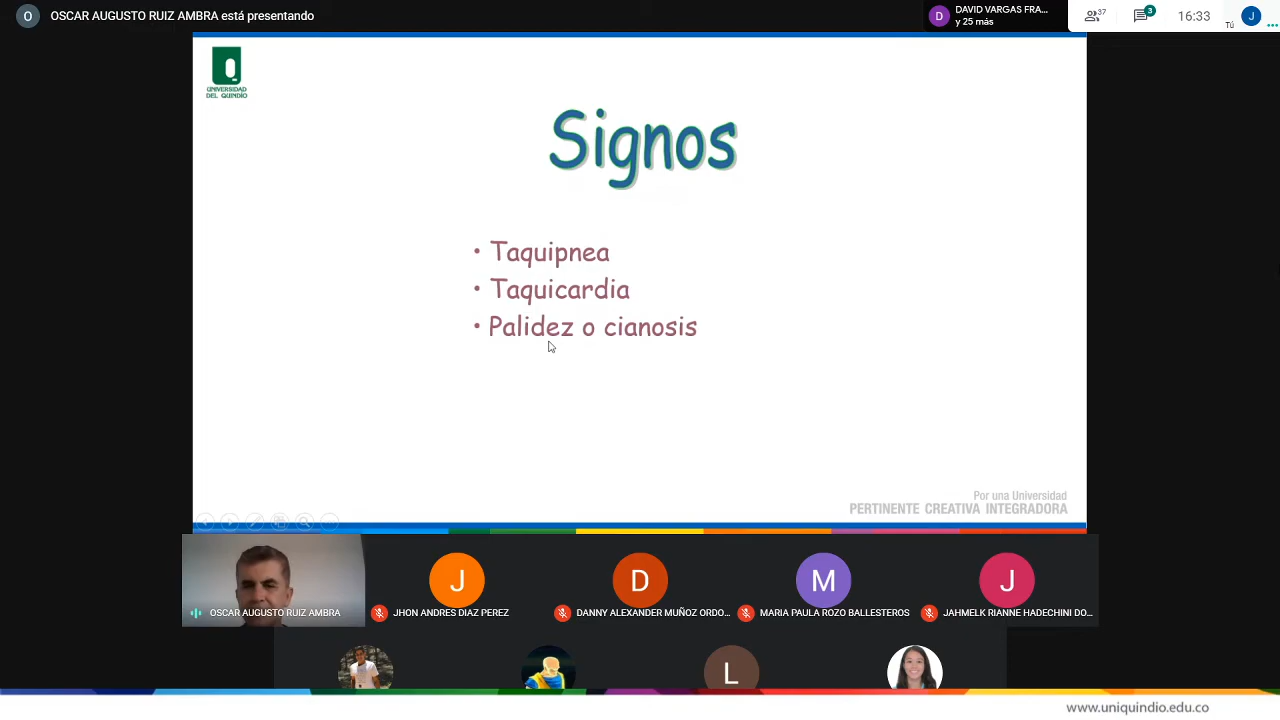 O
OSCAR AUGUSTO RUIZ AMBRA está presentando
D
DAVID VARGAS FRA...
y 25 más
37
3
16:33
Tú
J
UNIVERSIDAD
DEL QUINDÍO
Signos
• Taquipnea
• Taquicardia
• Palidez o cianosis
Por una Universidad
PERTINENTE CREATIVA INTEGRADORA
J
D
M
J
OSCAR AUGUSTO RUIZ AMBRA
JHON ANDRES DIAZ PEREZ
DANNY ALEXANDER MUÑOZ ORDO...
MARIA PAULA ROZO BALLESTEROS
JAHMELK RIANNE HADECHINI DO...
L
www.uniquindio.edu.co